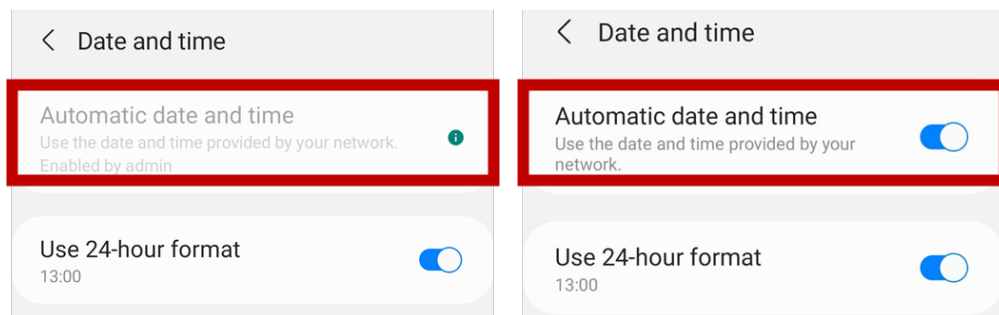 Date and time
Automatic date and time
Use the date and time provided by your network.
Enabled by admin
Use 24-hour format
13:00
Date and time
Automatic date and time
Use the date and time provided by your
network.
Use 24-hour format
13:00